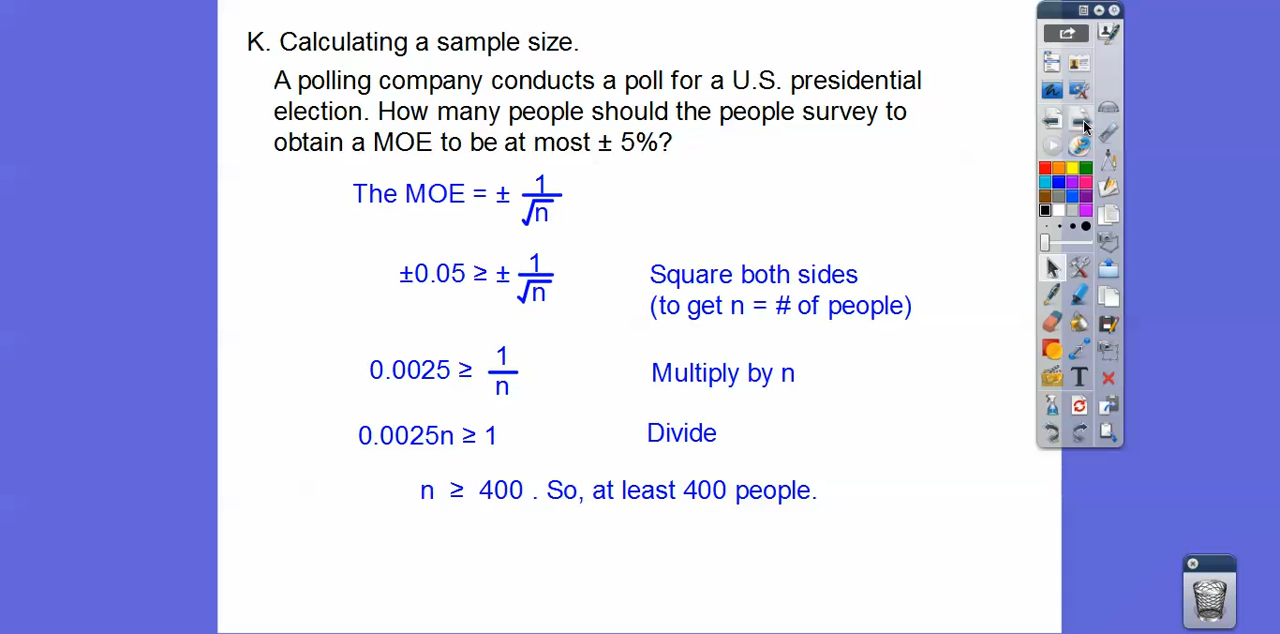 K. Calculating a sample size.
A polling company conducts a poll for a U.S. presidential
election. How many people should the people survey to
obtain a MOE to be at most ± 5%?
The MOE = ± 1/√n
±0.05 ≥ ± 1/√n
Square both sides
(to get n = # of people)
0.0025 ≥ 1/n
Multiply by n
0.0025n ≥ 1
Divide
n ≥ 400 . So, at least 400 people.
T